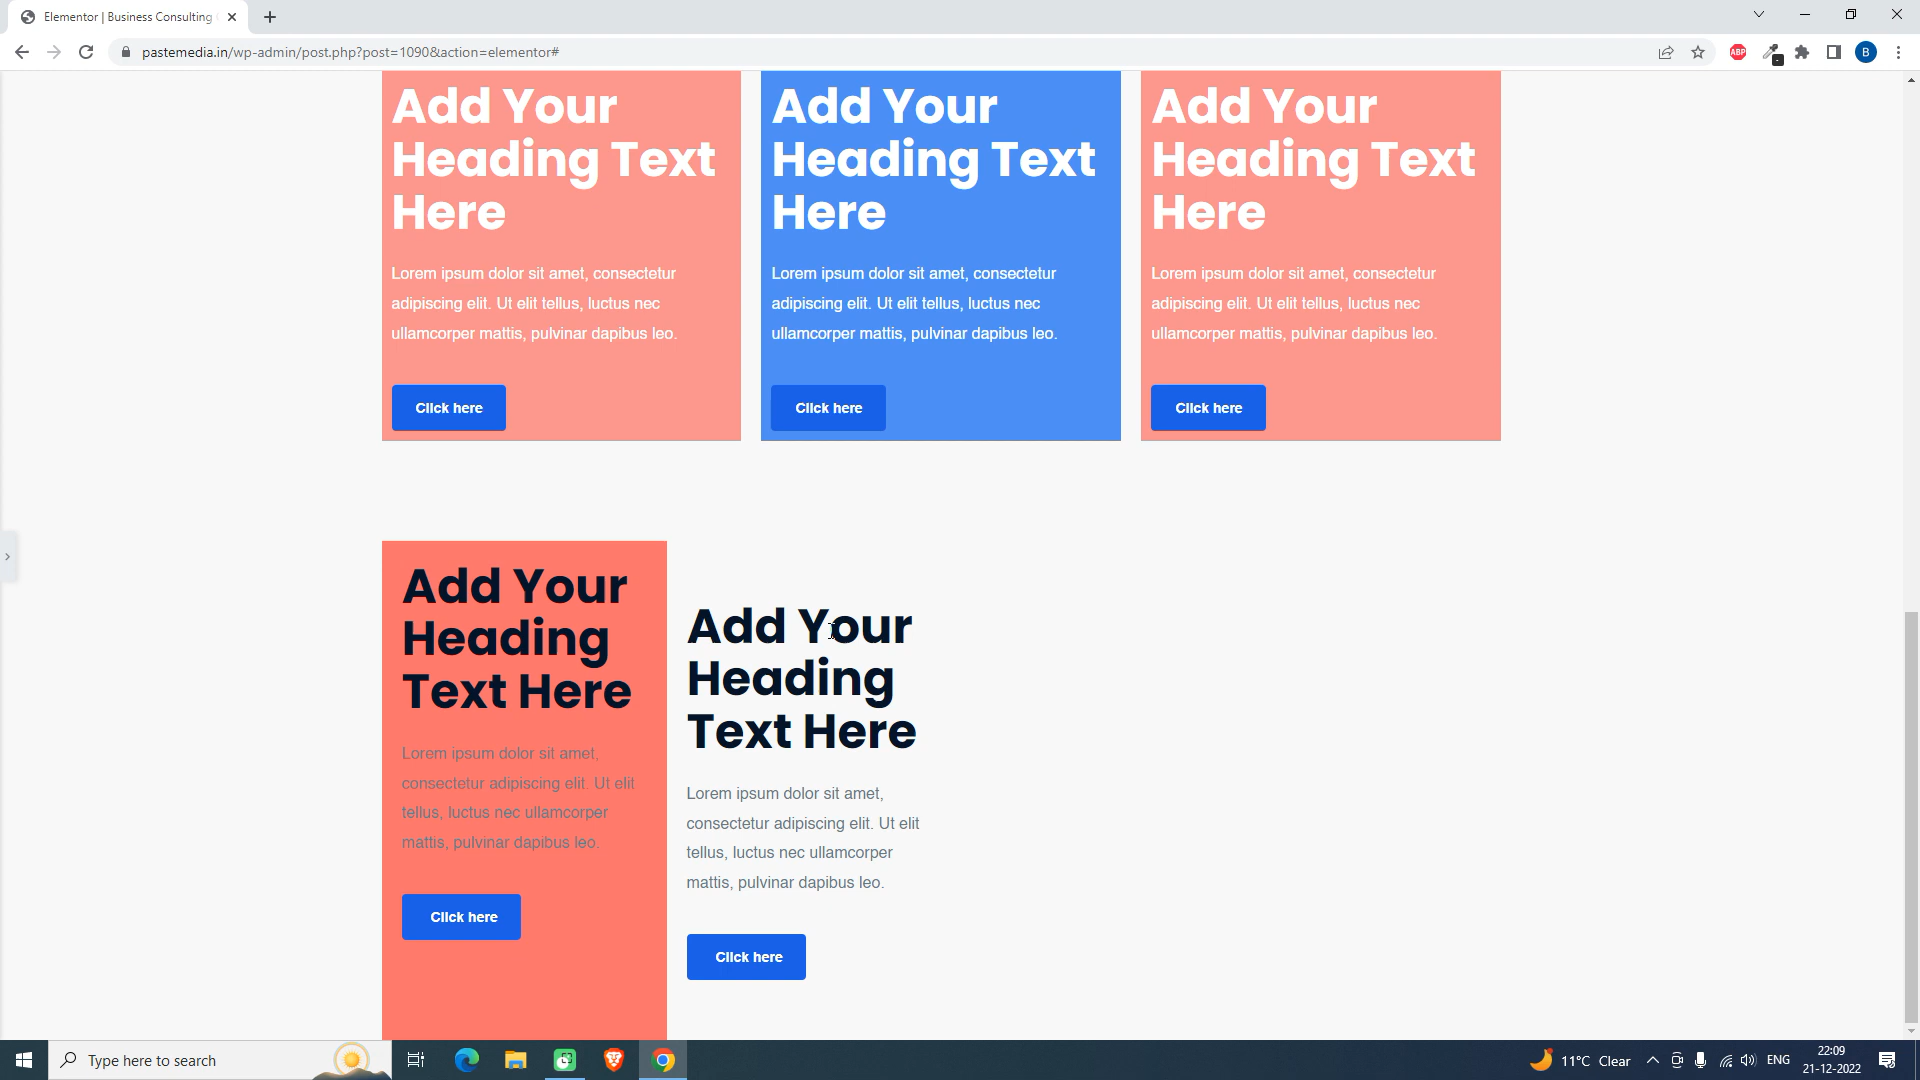 Elementor | Business Consulting
pastemedia.in/wp-admin/post.php?post=1090&action=elementor#
ABP
B
Add Your
Heading Text
Here
Lorem ipsum dolor sit amet, consectetur
adipiscing elit. Ut elit tellus, luctus nec
ullamcorper mattis, pulvinar dapibus leo.
Click here
Add Your
Heading Text
Here
Lorem ipsum dolor sit amet, consectetur
adipiscing elit. Ut elit tellus, luctus nec
ullamcorper mattis, pulvinar dapibus leo.
Click here
Add Your
Heading Text
Here
Lorem ipsum dolor sit amet, consectetur
adipiscing elit. Ut elit tellus, luctus nec
ullamcorper mattis, pulvinar dapibus leo.
Click here
Add Your
Heading
Text Here
Lorem ipsum dolor sit amet,
consectetur adipiscing elit. Ut elit
tellus, luctus nec ullamcorper
mattis, pulvinar dapibus leo.
Click here
Add Your
Heading
Text Here
Lorem ipsum dolor sit amet,
consectetur adipiscing elit. Ut elit
tellus, luctus nec ullamcorper
mattis, pulvinar dapibus leo.
Click here
Type here to search
11°C Clear
ENG
22:09
21-12-2022